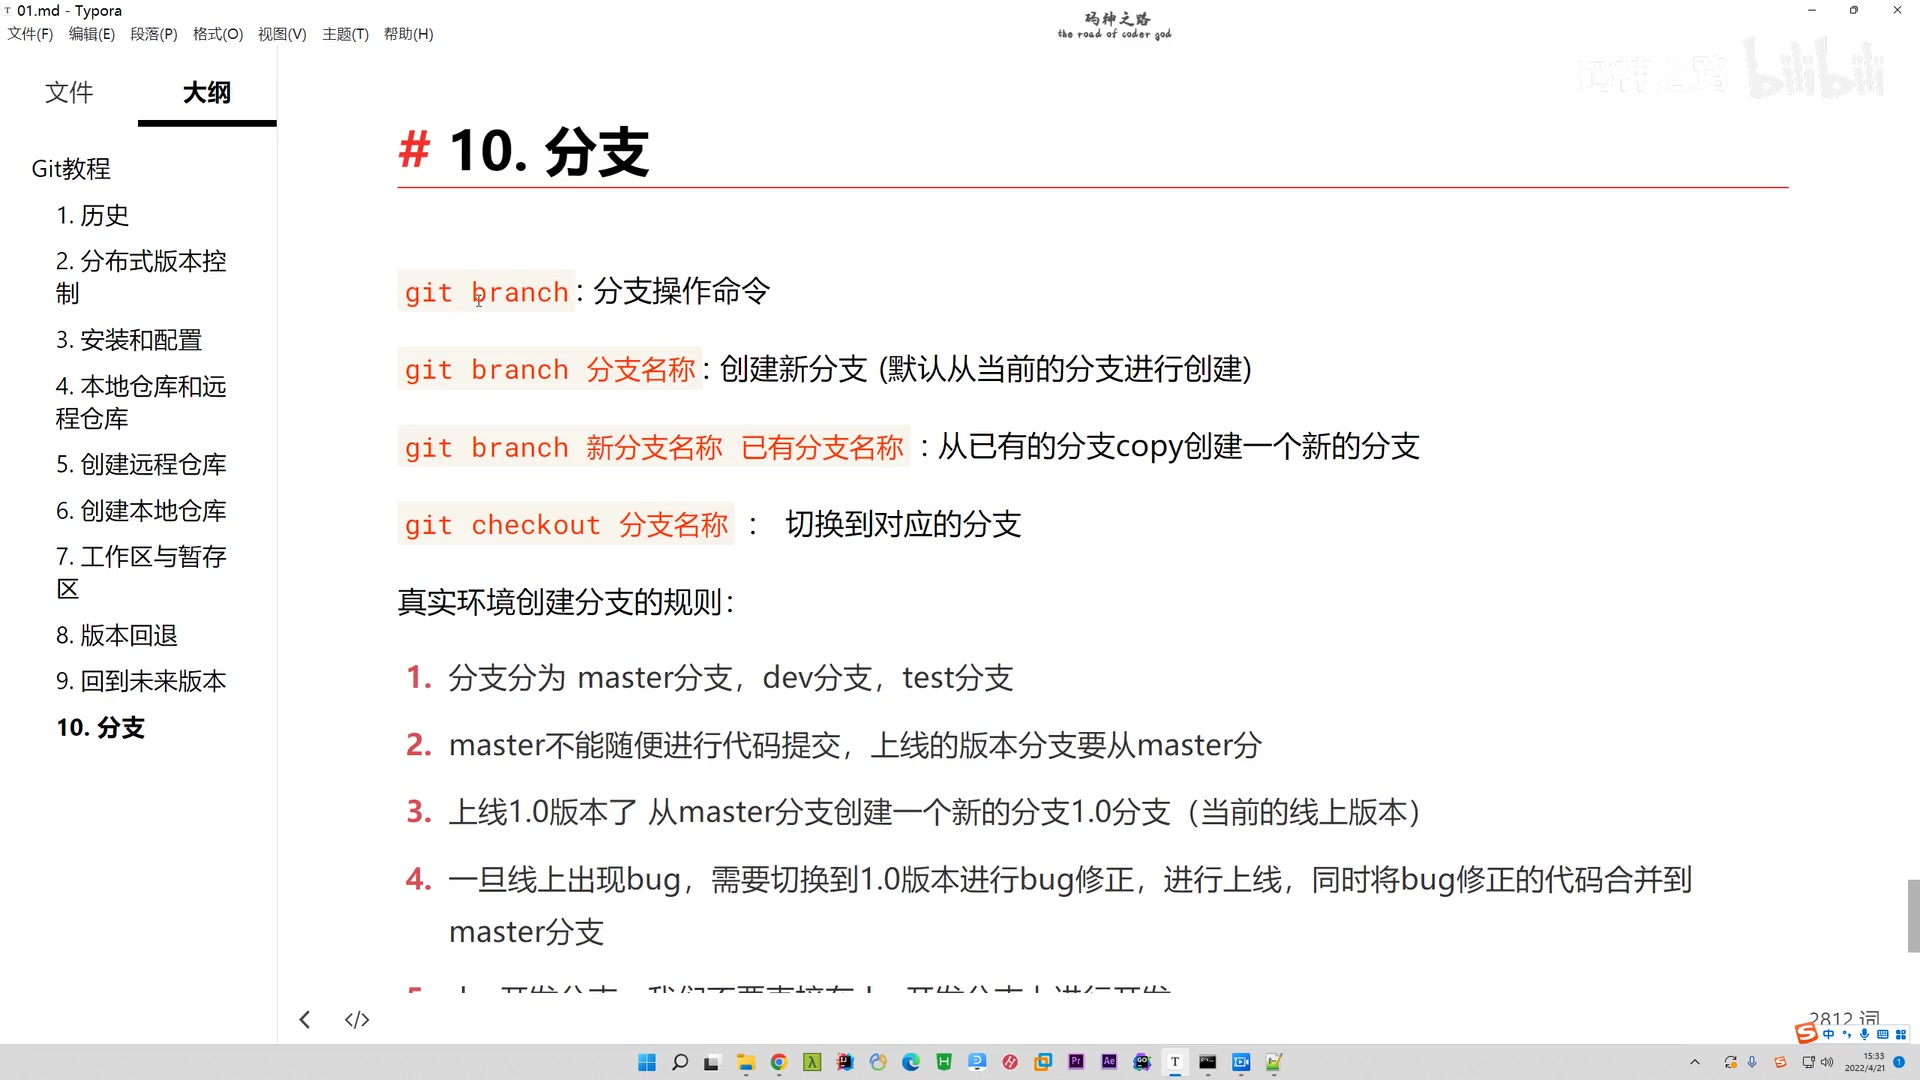 01.md - Typora
文件(F) 编辑(E) 段落(P) 格式(O) 视图(V) 主题(T) 帮助(H)
码神之路
the road of coder god
码神之路 bilibili
文件 大纲
Git教程
1. 历史
2. 分布式版本控
制
3. 安装和配置
4. 本地仓库和远
程仓库
5. 创建远程仓库
6. 创建本地仓库
7. 工作区与暂存
区
8. 版本回退
9. 回到未来版本
10. 分支
# 10. 分支
git branch: 分支操作命令
git branch 分支名称: 创建新分支 (默认从当前的分支进行创建)
git branch 新分支名称 已有分支名称 : 从已有的分支copy创建一个新的分支
git checkout 分支名称 : 切换到对应的分支
真实环境创建分支的规则:
1. 分支分为 master分支，dev分支，test分支
2. master不能随便进行代码提交，上线的版本分支要从master分
3. 上线1.0版本了 从master分支创建一个新的分支1.0分支（当前的线上版本）
4. 一旦线上出现bug，需要切换到1.0版本进行bug修正，进行上线，同时将bug修正的代码合并到
master分支
2812 词
中
15:33
2022/4/21